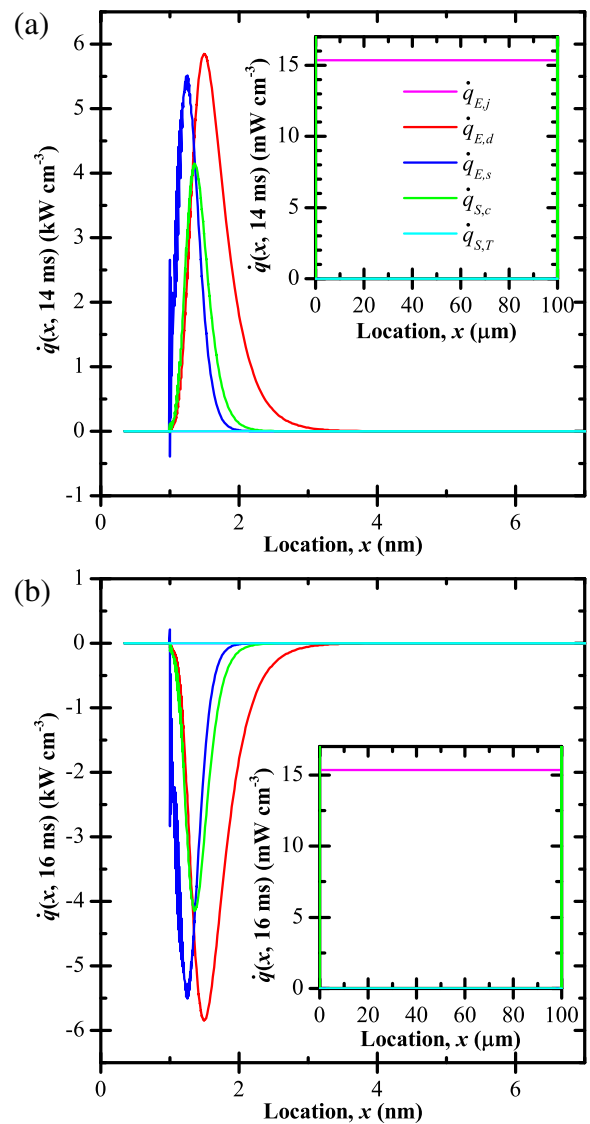 (a)
6
5
4
3
2
1
0
-1
q̇(x, 14 ms) (kW cm⁻³)
0 2 4 6
Location, x (nm)
15
10
5
0
q̇(x, 14 ms) (mW cm⁻³)
q̇E,j
q̇E,d
q̇E,s
q̇S,c
q̇S,T
0 20 40 60 80 100
Location, x (μm)
(b)
1
0
-1
-2
-3
-4
-5
-6
q̇(x, 16 ms) (kW cm⁻³)
15
10
5
0
q̇(x, 16 ms) (mW cm⁻³)
0 20 40 60 80 100
Location, x (μm)
0 2 4 6
Location, x (nm)